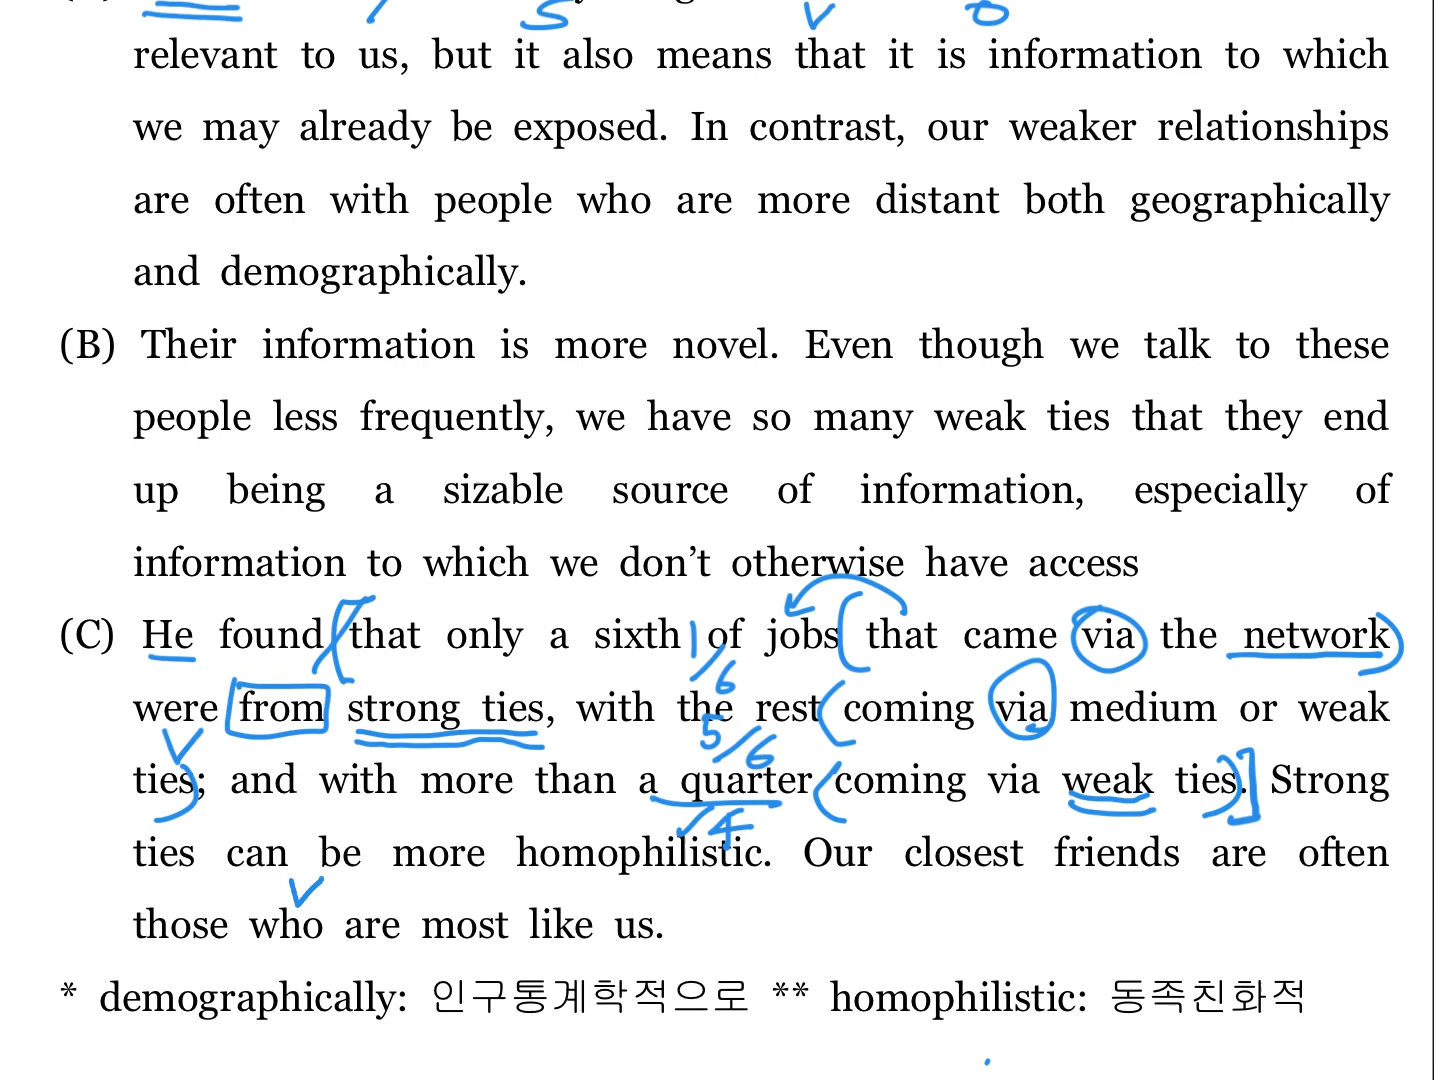 relevant to us, but it also means that it is information to which
we may already be exposed. In contrast, our weaker relationships
are often with people who are more distant both geographically
and demographically.
(B) Their information is more novel. Even though we talk to these
people less frequently, we have so many weak ties that they end
up being a sizable source of information, especially of
information to which we don't otherwise have access
(C) He found that only a sixth of jobs that came via the network
1/6
were from strong ties, with the rest coming via medium or weak
5/6
ties; and with more than a quarter coming via weak ties. Strong
1/4
ties can be more homophilistic. Our closest friends are often
those who are most like us.
* demographically: 인구통계학적으로 ** homophilistic: 동족친화적